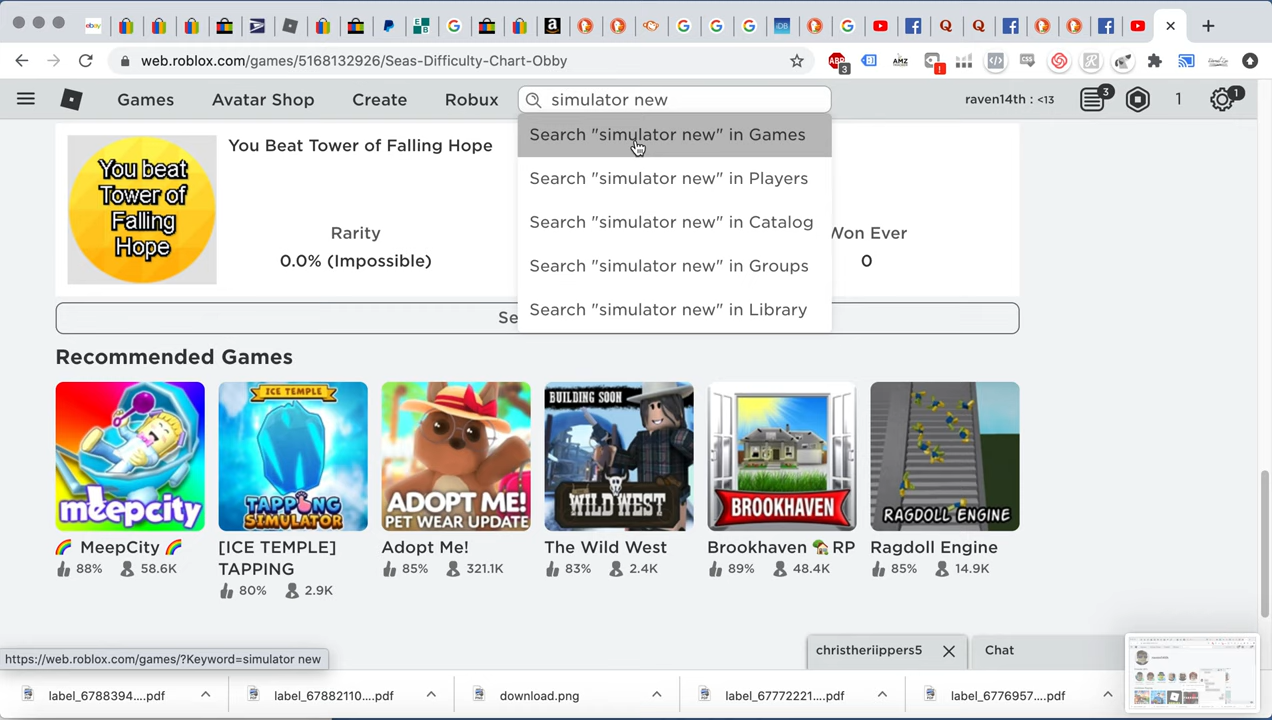 web.roblox.com/games/5168132926/Seas-Difficulty-Chart-Obby
3
AMZ
!
CSS
Games
Avatar Shop
Create
Robux
simulator new
raven14th : <13
3
1
1
Search "simulator new" in Games
Search "simulator new" in Players
Search "simulator new" in Catalog
Search "simulator new" in Groups
Search "simulator new" in Library
You beat
Tower of
Falling
Hope
You Beat Tower of Falling Hope
Rarity
0.0% (Impossible)
Won Ever
0
Se
Recommended Games
meepcity
ICE TEMPLE
TAPPING
SIMULATOR
ADOPT ME!
PET WEAR UPDATE
BUILDING SOON
THE
WILD WEST
BROOKHAVEN
RAGDOLL ENGINE
🌈 MeepCity 🌈
88% 58.6K
[ICE TEMPLE]
TAPPING
80% 2.9K
Adopt Me!
85% 321.1K
The Wild West
83% 2.4K
Brookhaven 🏡RP
89% 48.4K
Ragdoll Engine
85% 14.9K
christheriippers5
Chat
https://web.roblox.com/games/?Keyword=simulator new
label_6788394....pdf
label_67882110....pdf
download.png
label_67772221....pdf
label_6776957....pdf